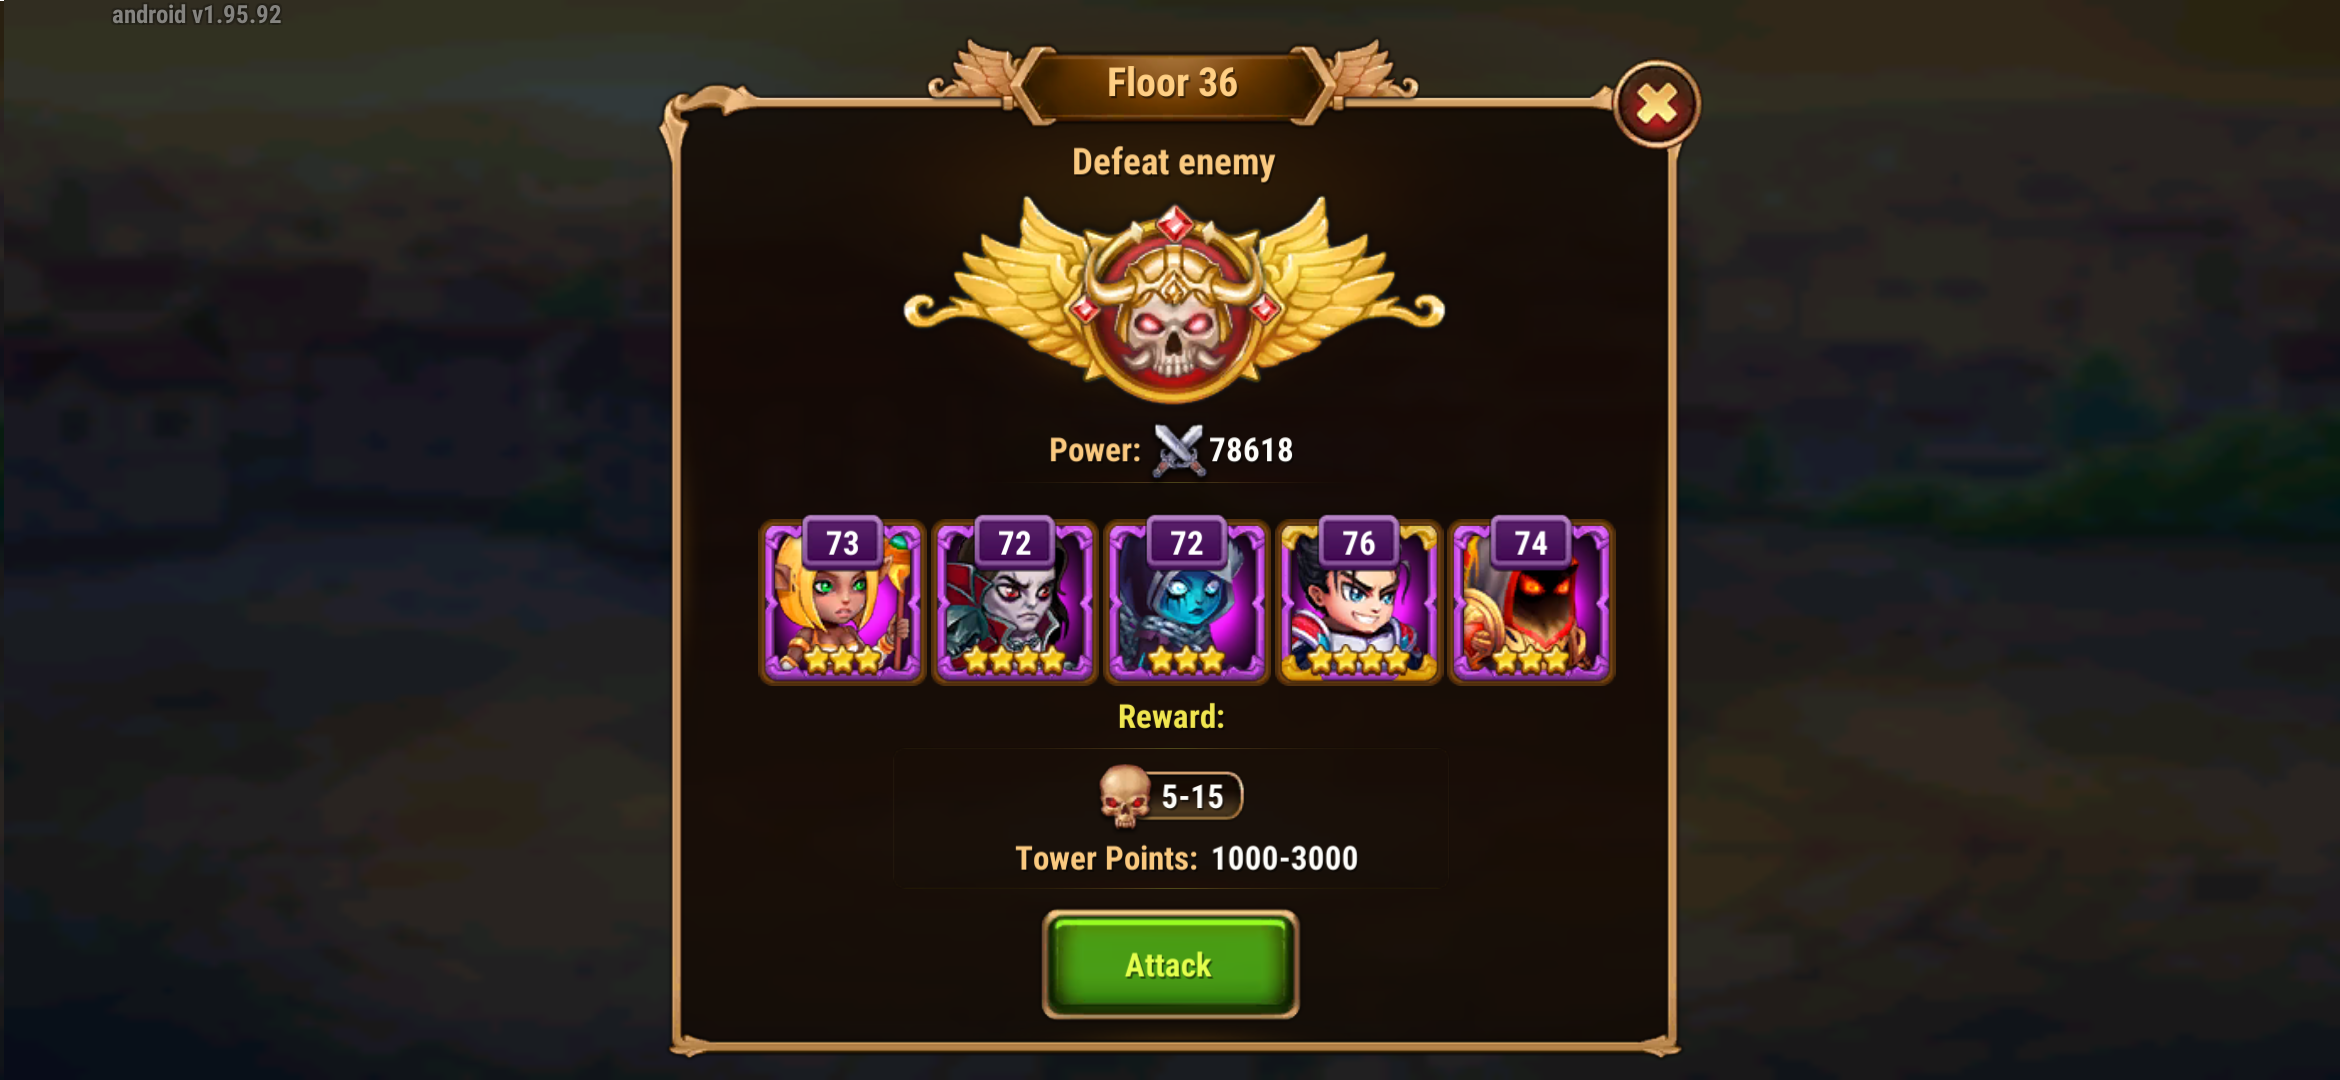 android v1.95.92
Floor 36
Defeat enemy
Power: 78618
73 72 72 76 74
Reward:
5-15
Tower Points: 1000-3000
Attack